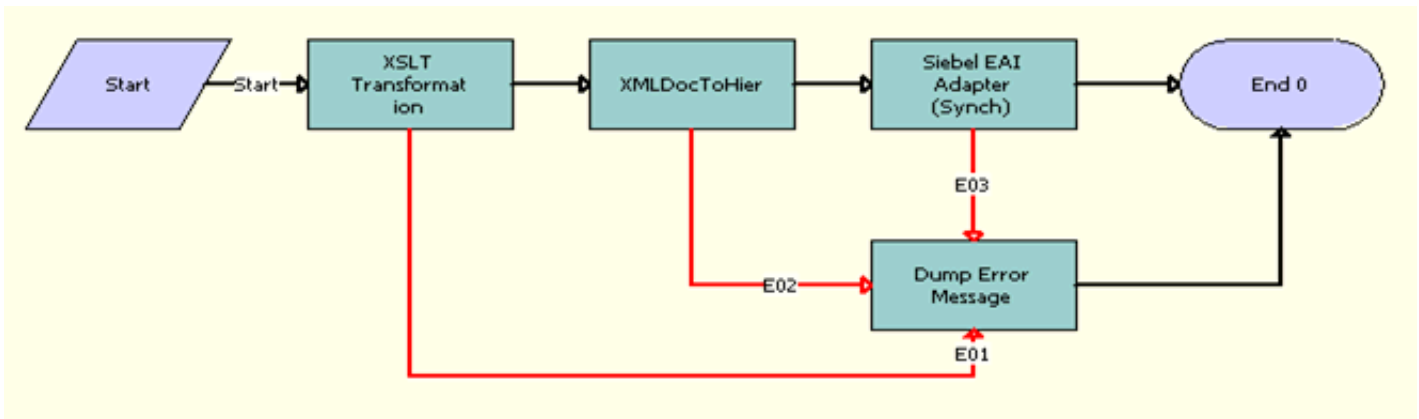 Start
Start
XSLT
Transformat
ion
XMLDocToHier
Siebel EAI
Adapter
(Synch)
End 0
E03
E02
Dump Error
Message
E01